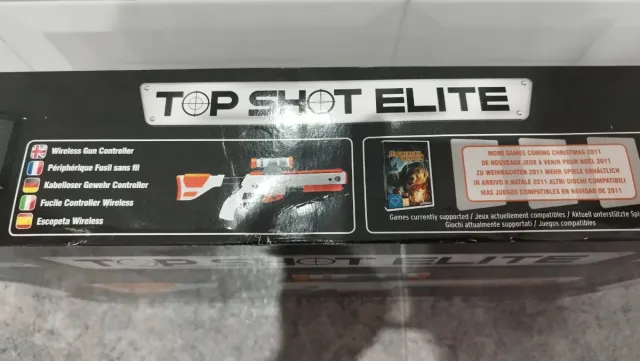 TOP SHOT ELITE
Wireless Gun Controller
Périphérique Fusil sans fil
Kabelloser Gewehr Controller
Fucile Controller Wireless
Escopeta Wireless
MORE GAMES COMING CHRISTMAS 2011
DE NOUVEAUX JEUX À VENIR POUR NOËL 2011
ZU WEIHNACHTEN 2011 MEHR SPIELE ERHÄLTLICH
IN ARRIVO A NATALE 2011 ALTRI GIOCHI COMPATIBILI
MAS JUEGOS COMPATIBLES EN NAVIDAD DE 2011
Games currently supported / Jeux actuellement compatibles / Aktuell unterstützte Spi
Giochi attualmente supportati / Juegos compatibles
TOP SHOT ELITE